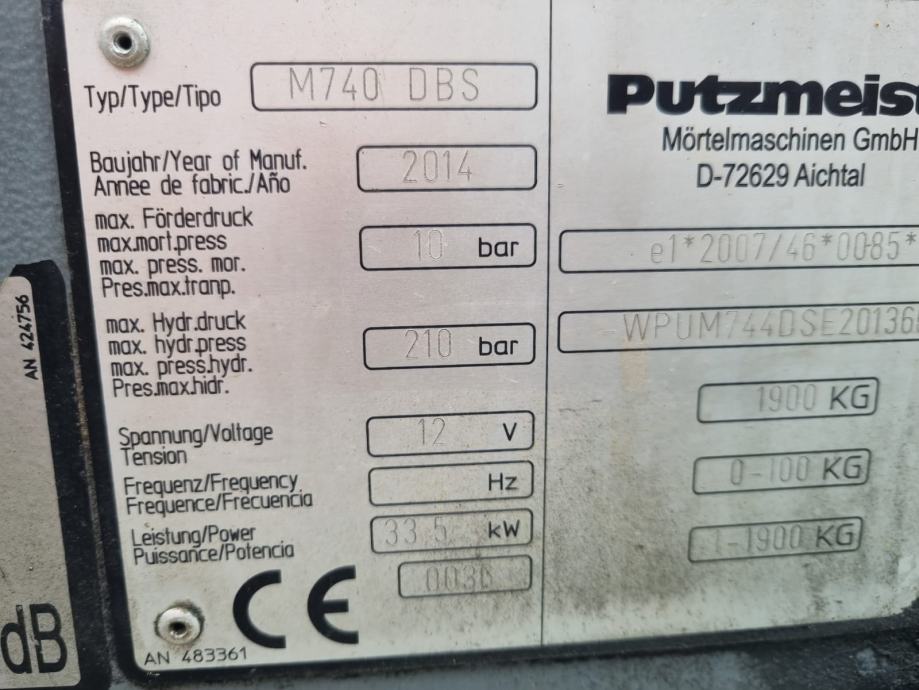 Typ/Type/Tipo M740 DBS
Baujahr/Year of Manuf.
Annee de fabric./Año 2014
max. Förderdruck
max.mort.press
max. press. mor.
Pres.max.tranp.
10 bar
max. Hydr.druck
max. hydr.press
max. press.hydr.
Pres.max.hidr.
210 bar
Spannung/Voltage
Tension
12 V
Frequenz/Frequency
Frequence/Frecuencia
Hz
Leistung/Power
Puissance/Potencia
33.5 kW
0036
CE
AN 483361
Putzmeist
Mörtelmaschinen GmbH
D-72629 Aichtal
e1*2007/46*0085*
WPUM744DSE20136
1900 KG
0-100 KG
1-1900 KG
AN 424756
dB